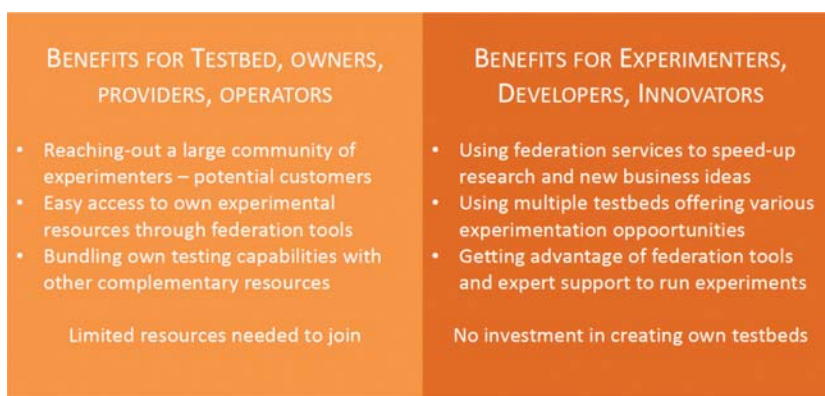 BENEFITS FOR TESTBED, OWNERS,
PROVIDERS, OPERATORS
• Reaching-out a large community of
experimenters – potential customers
• Easy access to own experimental
resources through federation tools
• Bundling own testing capabilities with
other complementary resources
Limited resources needed to join
BENEFITS FOR EXPERIMENTERS,
DEVELOPERS, INNOVATORS
• Using federation services to speed-up
research and new business ideas
• Using multiple testbeds offering various
experimentation oppoortunities
• Getting advantage of federation tools
and expert support to run experiments
No investment in creating own testbeds